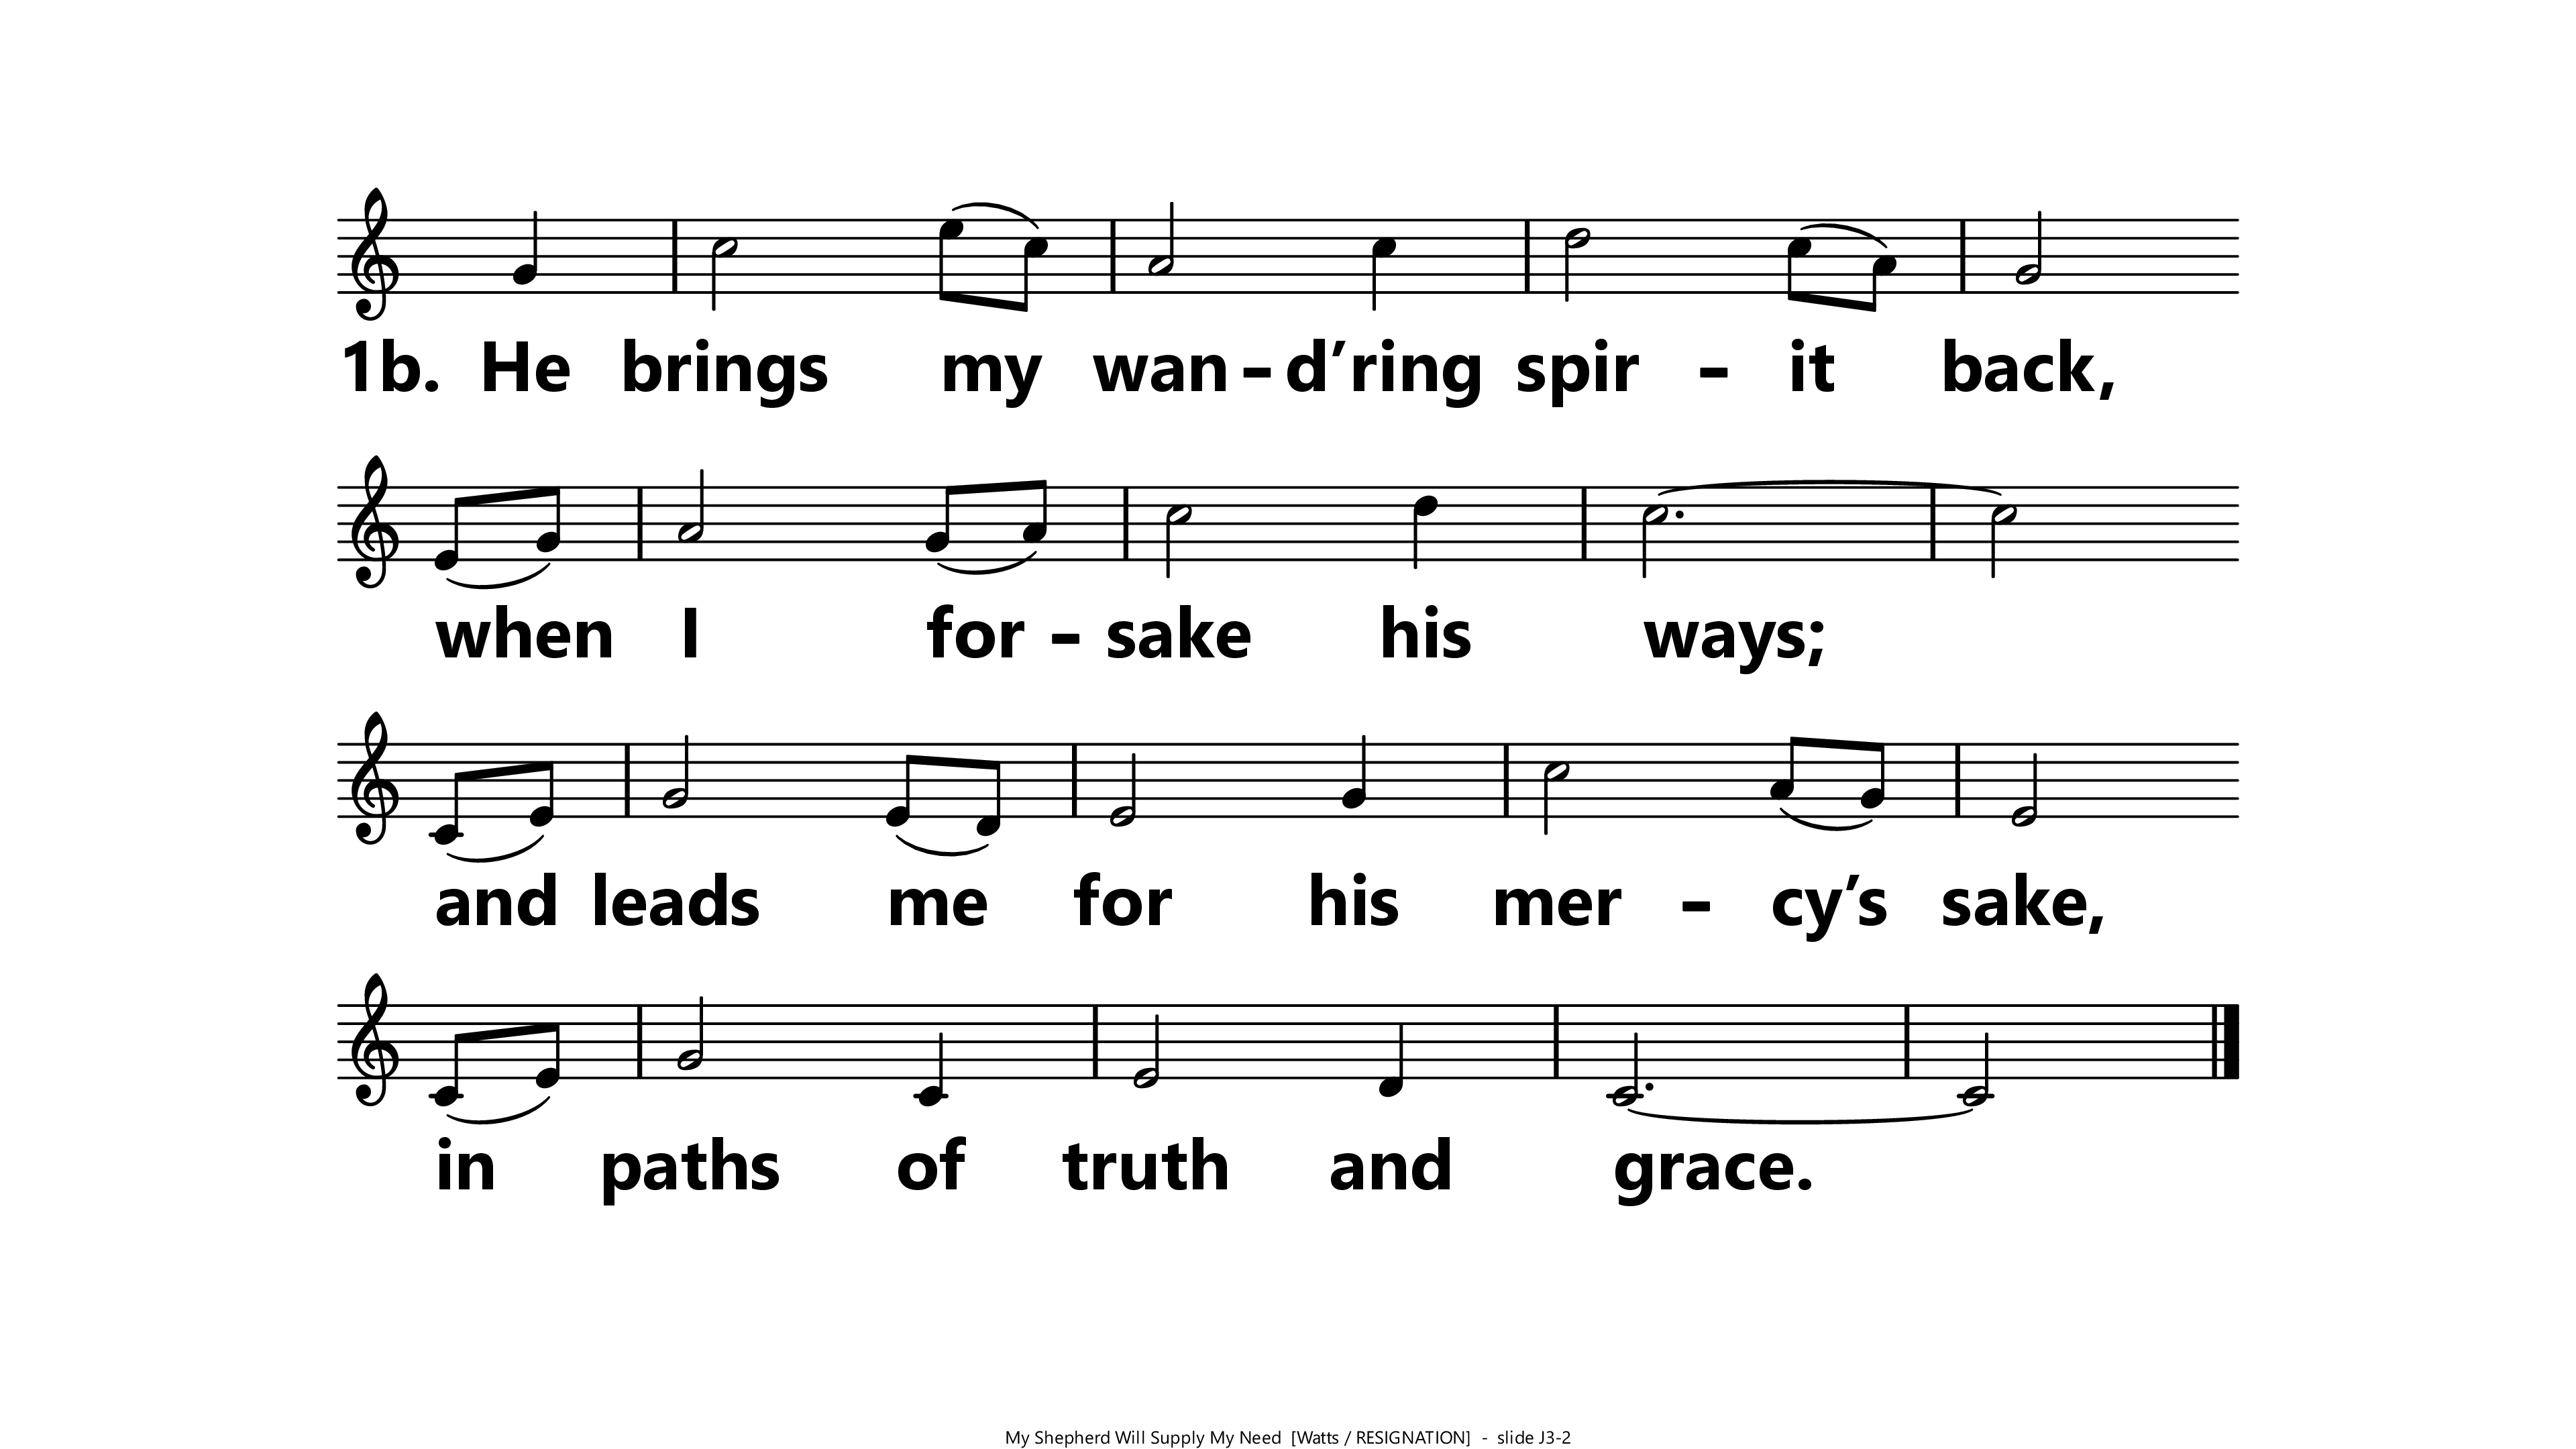 1b. He brings my wan-d’ring spir - it back,
when I for - sake his ways;
and leads me for his mer - cy’s sake,
in paths of truth and grace.
My Shepherd Will Supply My Need [Watts / RESIGNATION] - slide J3-2